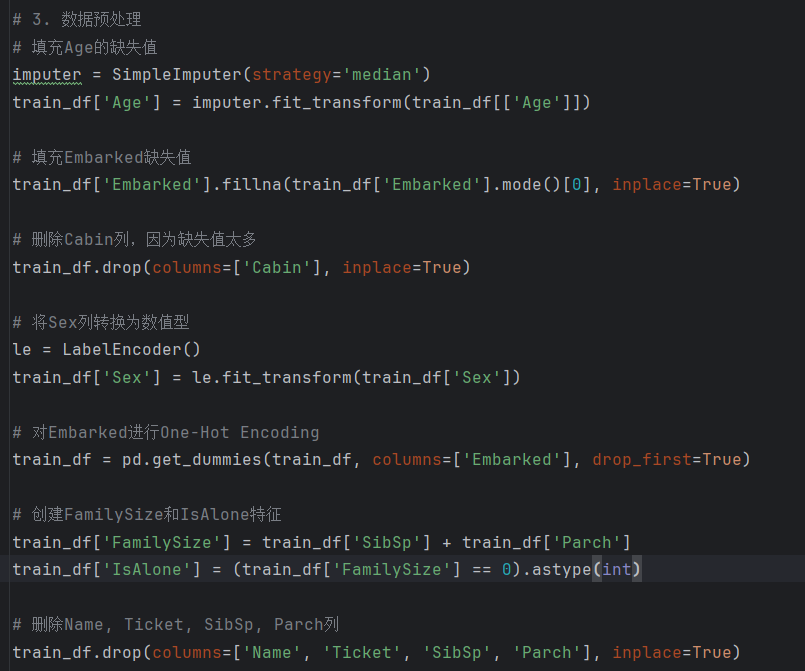 # 3. 数据预处理
# 填充Age的缺失值
imputer = SimpleImputer(strategy='median')
train_df['Age'] = imputer.fit_transform(train_df[['Age']])
# 填充Embarked缺失值
train_df['Embarked'].fillna(train_df['Embarked'].mode()[0], inplace=True)
# 删除Cabin列，因为缺失值太多
train_df.drop(columns=['Cabin'], inplace=True)
# 将Sex列转换为数值型
le = LabelEncoder()
train_df['Sex'] = le.fit_transform(train_df['Sex'])
# 对Embarked进行One-Hot Encoding
train_df = pd.get_dummies(train_df, columns=['Embarked'], drop_first=True)
# 创建FamilySize和IsAlone特征
train_df['FamilySize'] = train_df['SibSp'] + train_df['Parch']
train_df['IsAlone'] = (train_df['FamilySize'] == 0).astype(int)
# 删除Name, Ticket, SibSp, Parch列
train_df.drop(columns=['Name', 'Ticket', 'SibSp', 'Parch'], inplace=True)